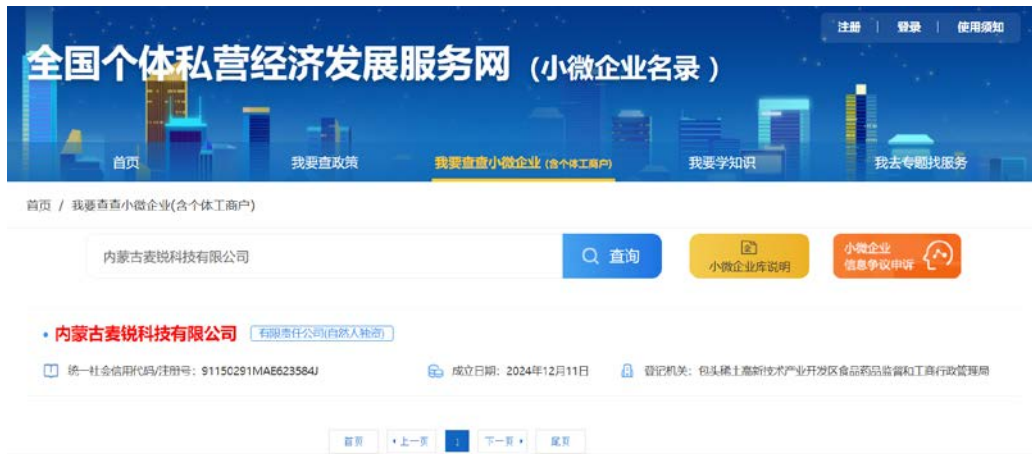 注册 | 登录 | 使用须知
全国个体私营经济发展服务网（小微企业名录）
首页 我要查政策 我要查查小微企业 (含个体工商户) 我要学知识 我去专题找服务
首页 / 我要查查小微企业(含个体工商户)
内蒙古麦锐科技有限公司 查询 小微企业库说明 小微企业
信息争议申诉
• 内蒙古麦锐科技有限公司 有限责任公司(自然人独资)
统一社会信用代码/注册号：91150291MAE623584J 成立日期：2024年12月11日 登记机关：包头稀土高新技术产业开发区食品药品监督和工商行政管理局
首页 上一页 1 下一页 尾页